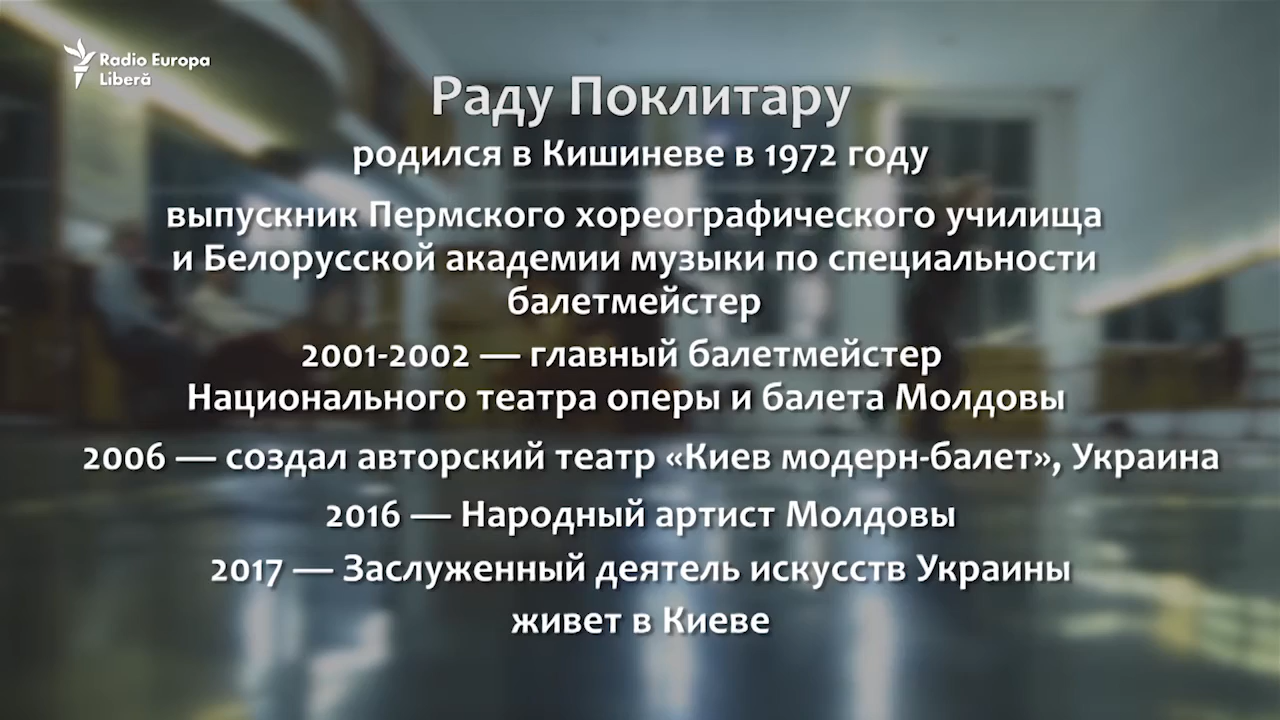 Radio Europa
Liberă
Раду Поклитару
родился в Кишиневе в 1972 году
выпускник Пермского хореографического училища
и Белорусской академии музыки по специальности
балетмейстер
2001-2002 — главный балетмейстер
Национального театра оперы и балета Молдовы
2006 — создал авторский театр «Киев модерн-балет», Украина
2016 — Народный артист Молдовы
2017 — Заслуженный деятель искусств Украины
живет в Киеве